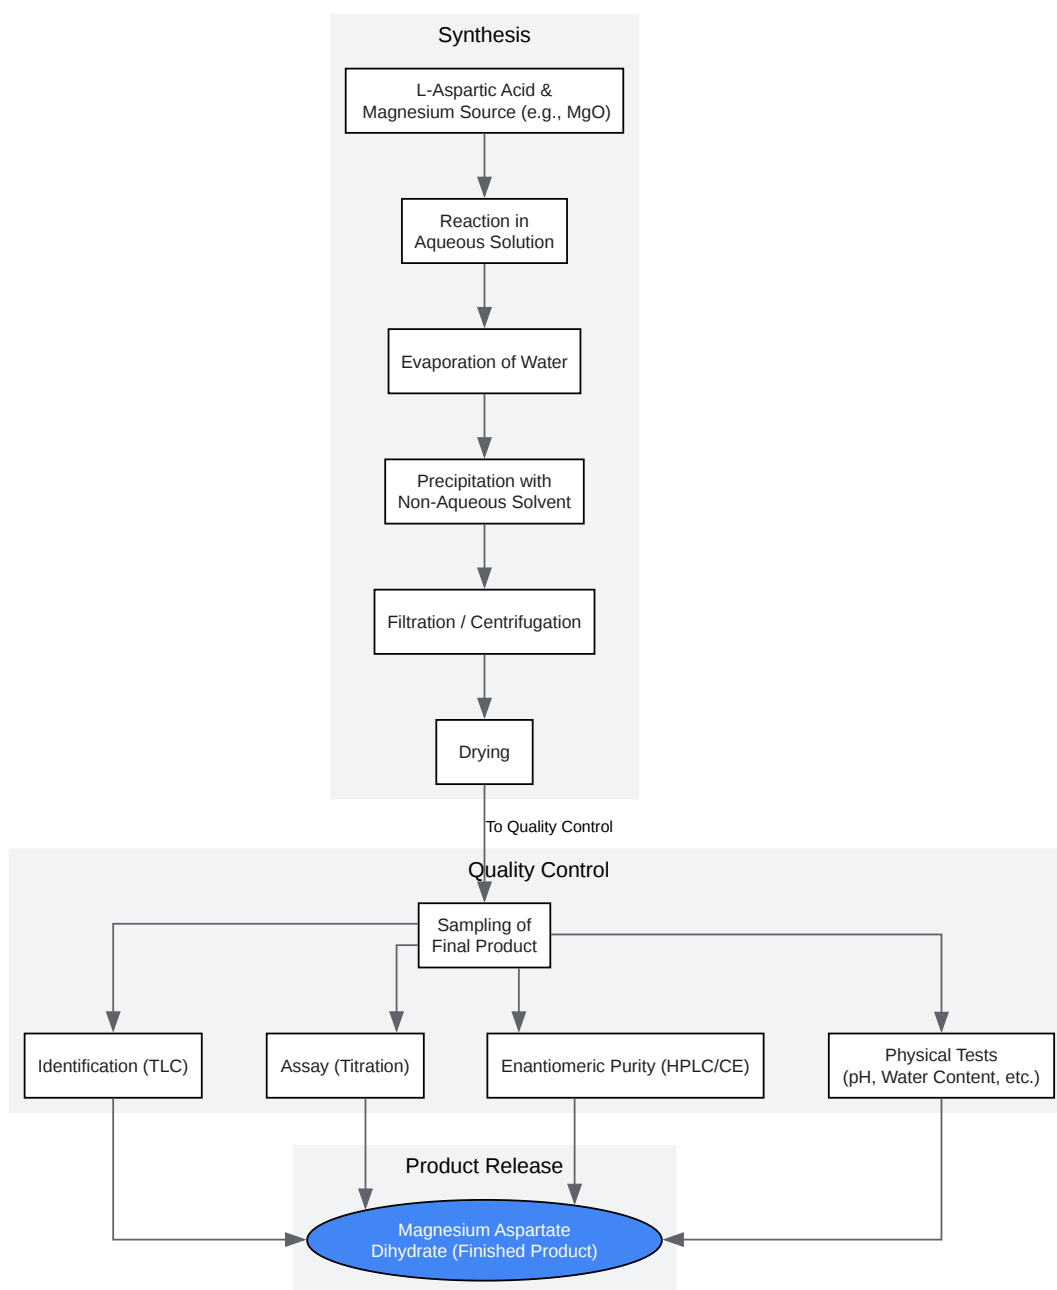 Synthesis
L-Aspartic Acid &
Magnesium Source (e.g., MgO)
Reaction in
Aqueous Solution
Evaporation of Water
Precipitation with
Non-Aqueous Solvent
Filtration / Centrifugation
Drying
To Quality Control
Quality Control
Sampling of
Final Product
Identification (TLC)
Assay (Titration)
Enantiomeric Purity (HPLC/CE)
Physical Tests
(pH, Water Content, etc.)
Product Release
Magnesium Aspartate
Dihydrate (Finished Product)